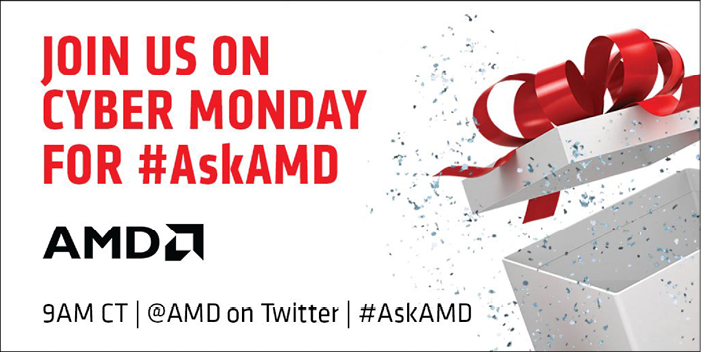 JOIN US ON
CYBER MONDAY
FOR #AskAMD
AMD
9AM CT | @AMD on Twitter | #AskAMD